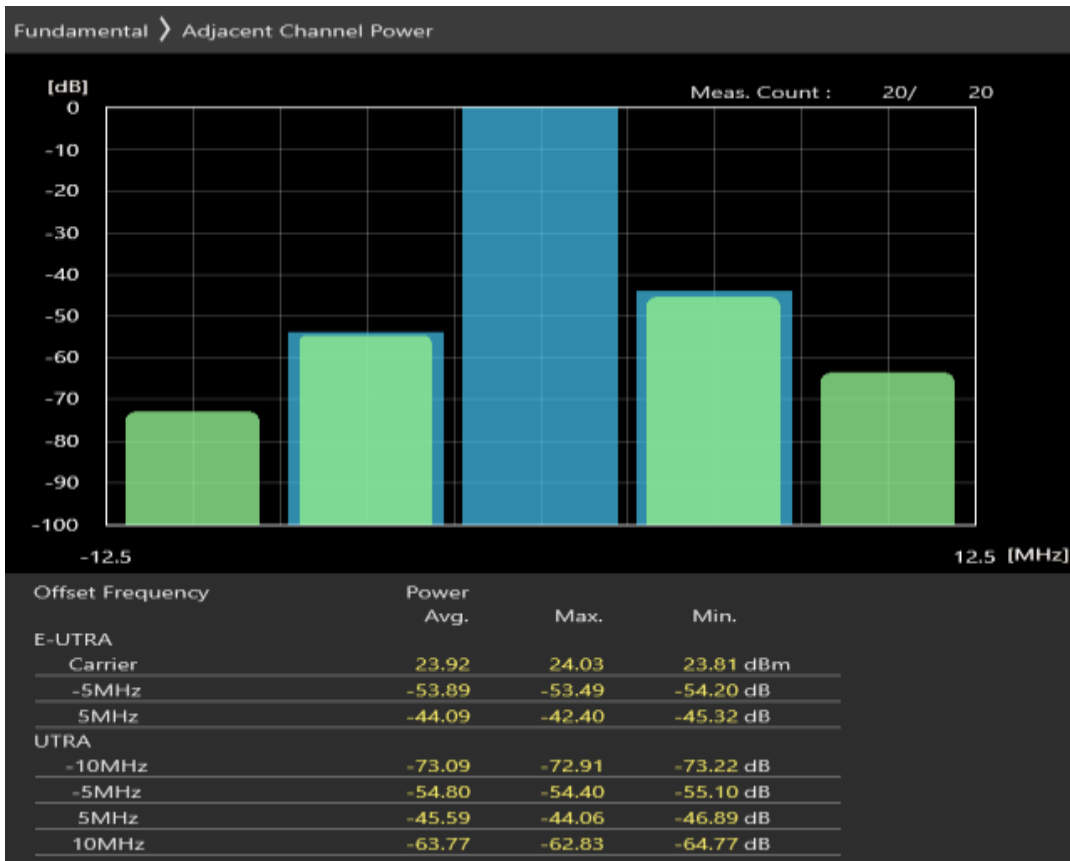 Fundamental ❯ Adjacent Channel Power
[dB]
Meas. Count : 20/ 20
0
-10
-20
-30
-40
-50
-60
-70
-80
-90
-100
-12.5 12.5 [MHz]
Offset Frequency Power
Avg. Max. Min.
E-UTRA
Carrier 23.92 24.03 23.81 dBm
-5MHz -53.89 -53.49 -54.20 dB
5MHz -44.09 -42.40 -45.32 dB
UTRA
-10MHz -73.09 -72.91 -73.22 dB
-5MHz -54.80 -54.40 -55.10 dB
5MHz -45.59 -44.06 -46.89 dB
10MHz -63.77 -62.83 -64.77 dB